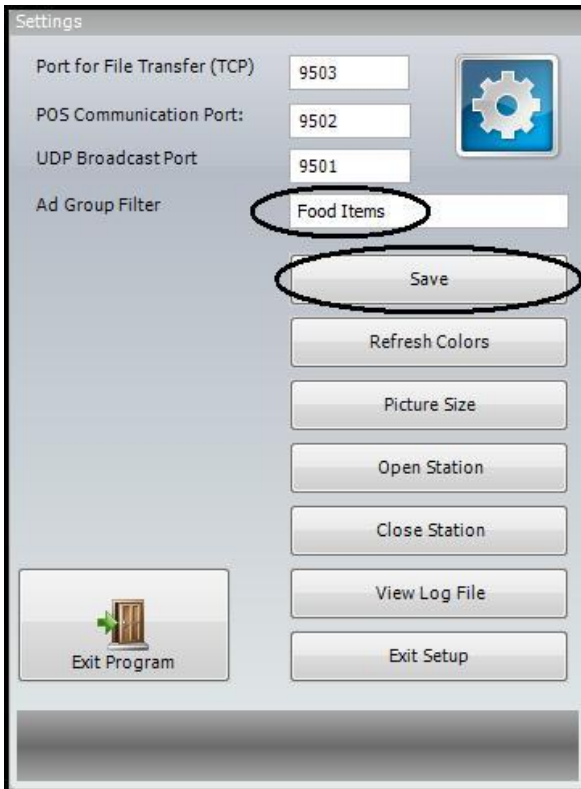 Settings
Port for File Transfer (TCP)
9503
POS Communication Port:
9502
UDP Broadcast Port
9501
Ad Group Filter
Food Items
Save
Refresh Colors
Picture Size
Open Station
Close Station
View Log File
Exit Program
Exit Setup